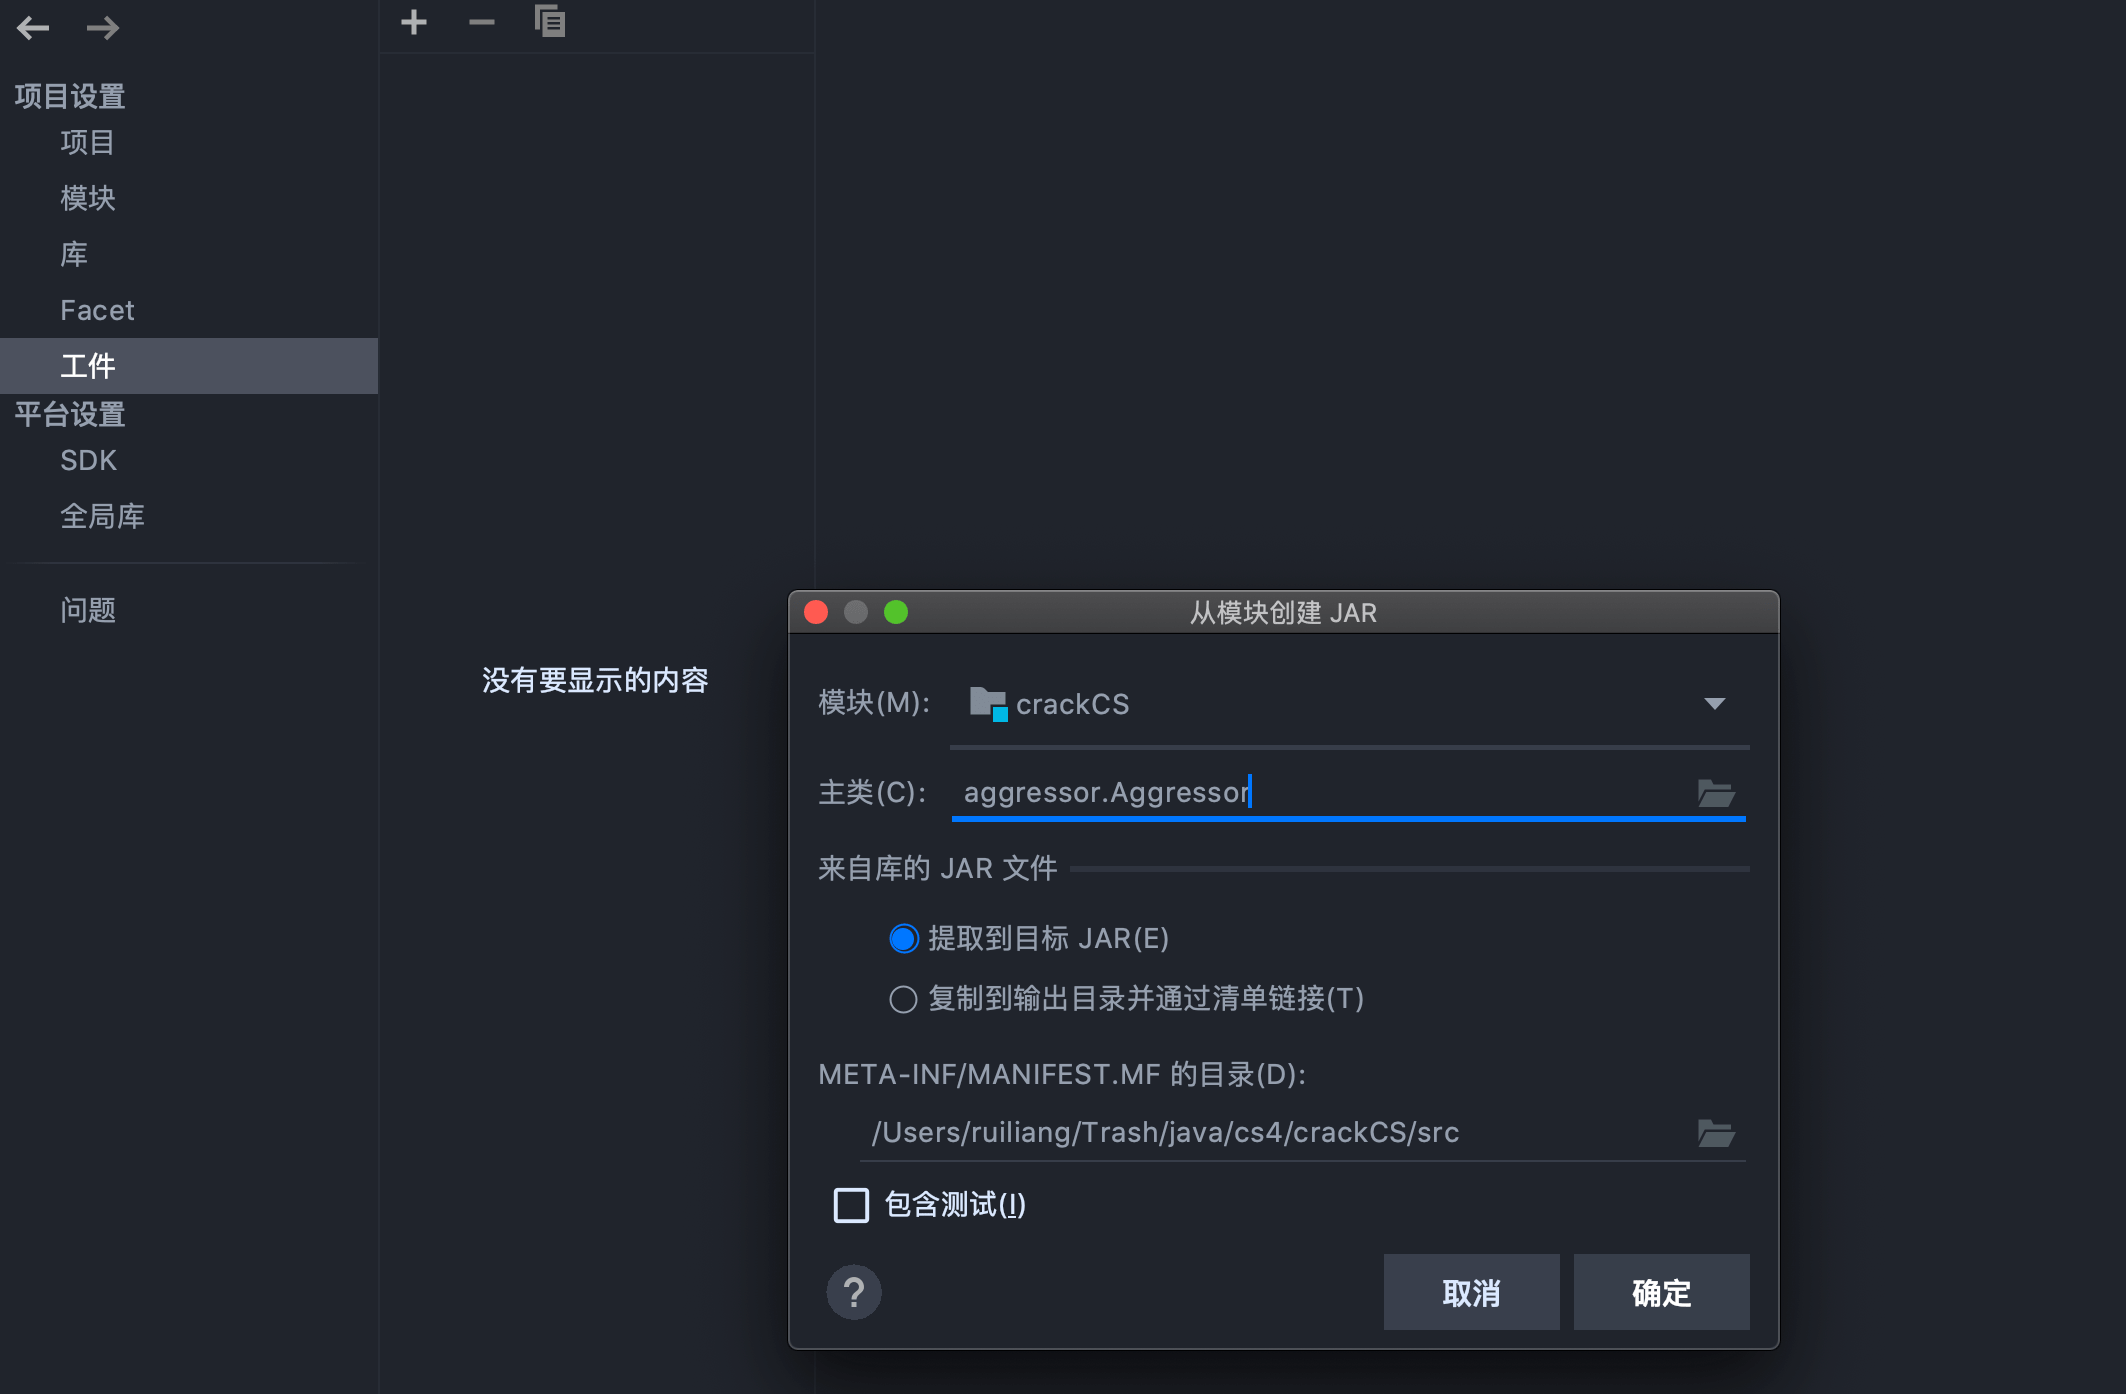 项目设置
项目
模块
库
Facet
工件
平台设置
SDK
全局库
问题
没有要显示的内容
从模块创建 JAR
模块(M):
crackCS
主类(C):
aggressor.Aggressor
来自库的 JAR 文件
提取到目标 JAR(E)
复制到输出目录并通过清单链接(T)
META-INF/MANIFEST.MF 的目录(D):
/Users/ruiliang/Trash/java/cs4/crackCS/src
包含测试(I)
?
取消
确定